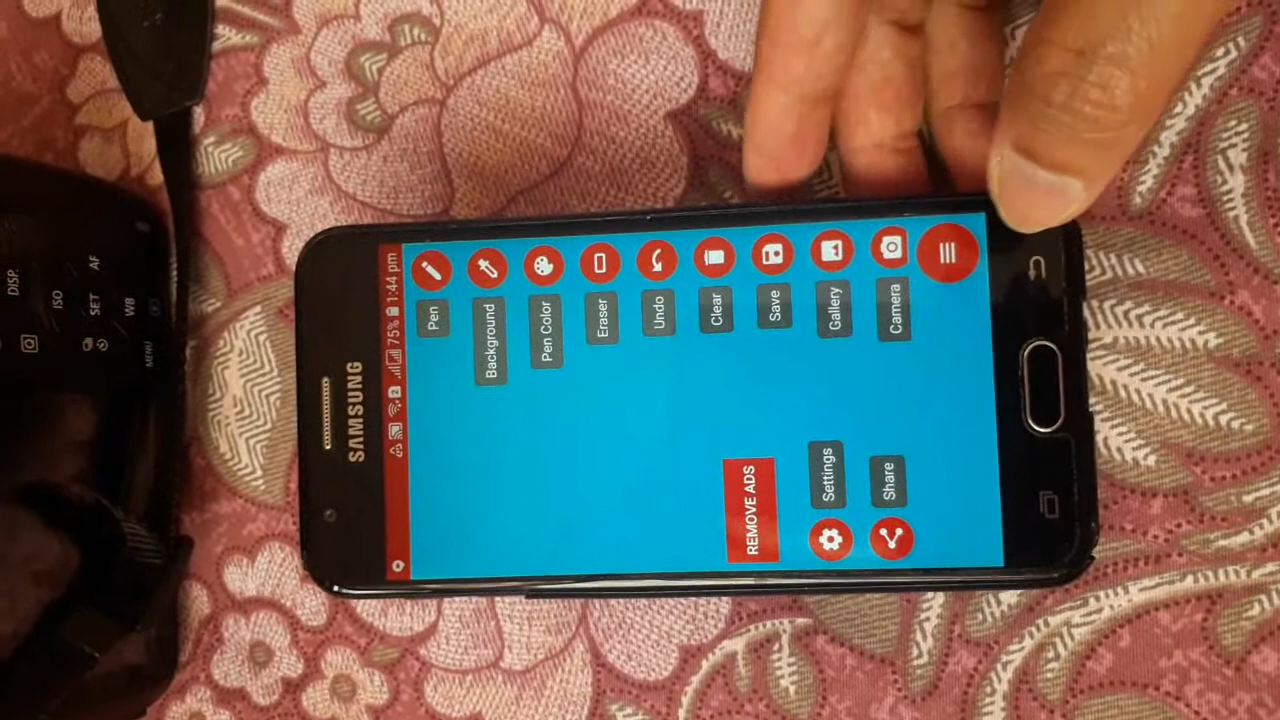 SAMSUNG
2 75% 1:44 pm
Pen
Background
Pen Color
Eraser
Undo
Clear
Save
Gallery
Camera
REMOVE ADS
Settings
Share
DISP.
ISO
AF
SET
WB
MENU